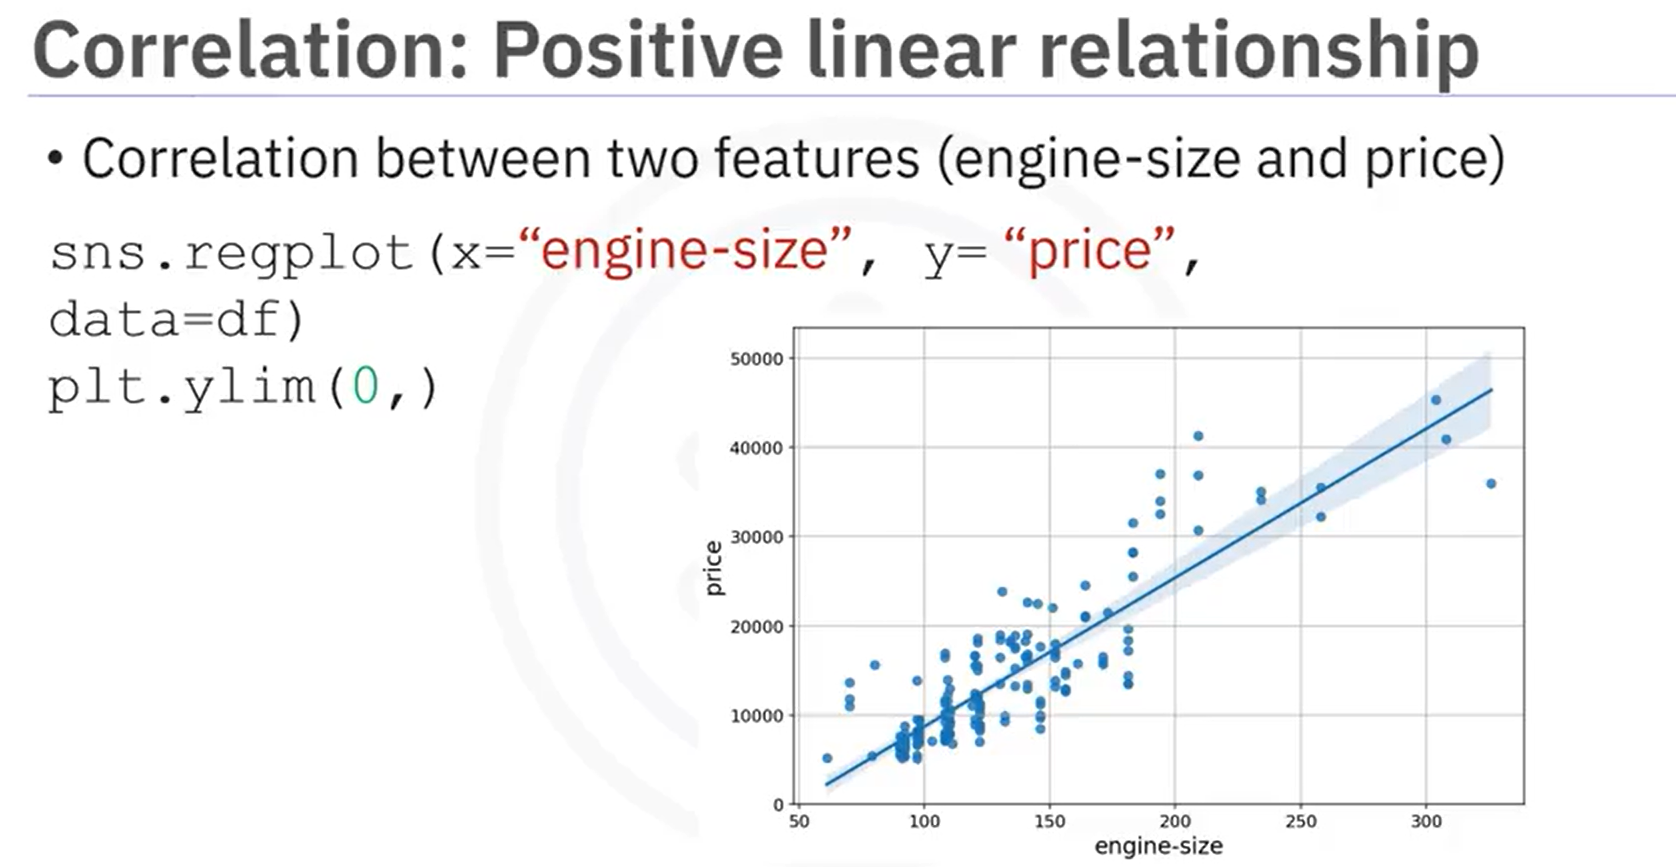 Correlation: Positive linear relationship
• Correlation between two features (engine-size and price)
sns.regplot(x=“engine-size”, y= “price”,
data=df)
plt.ylim(0,)
50000
40000
30000
20000
10000
0
price
50 100 150 200 250 300
engine-size